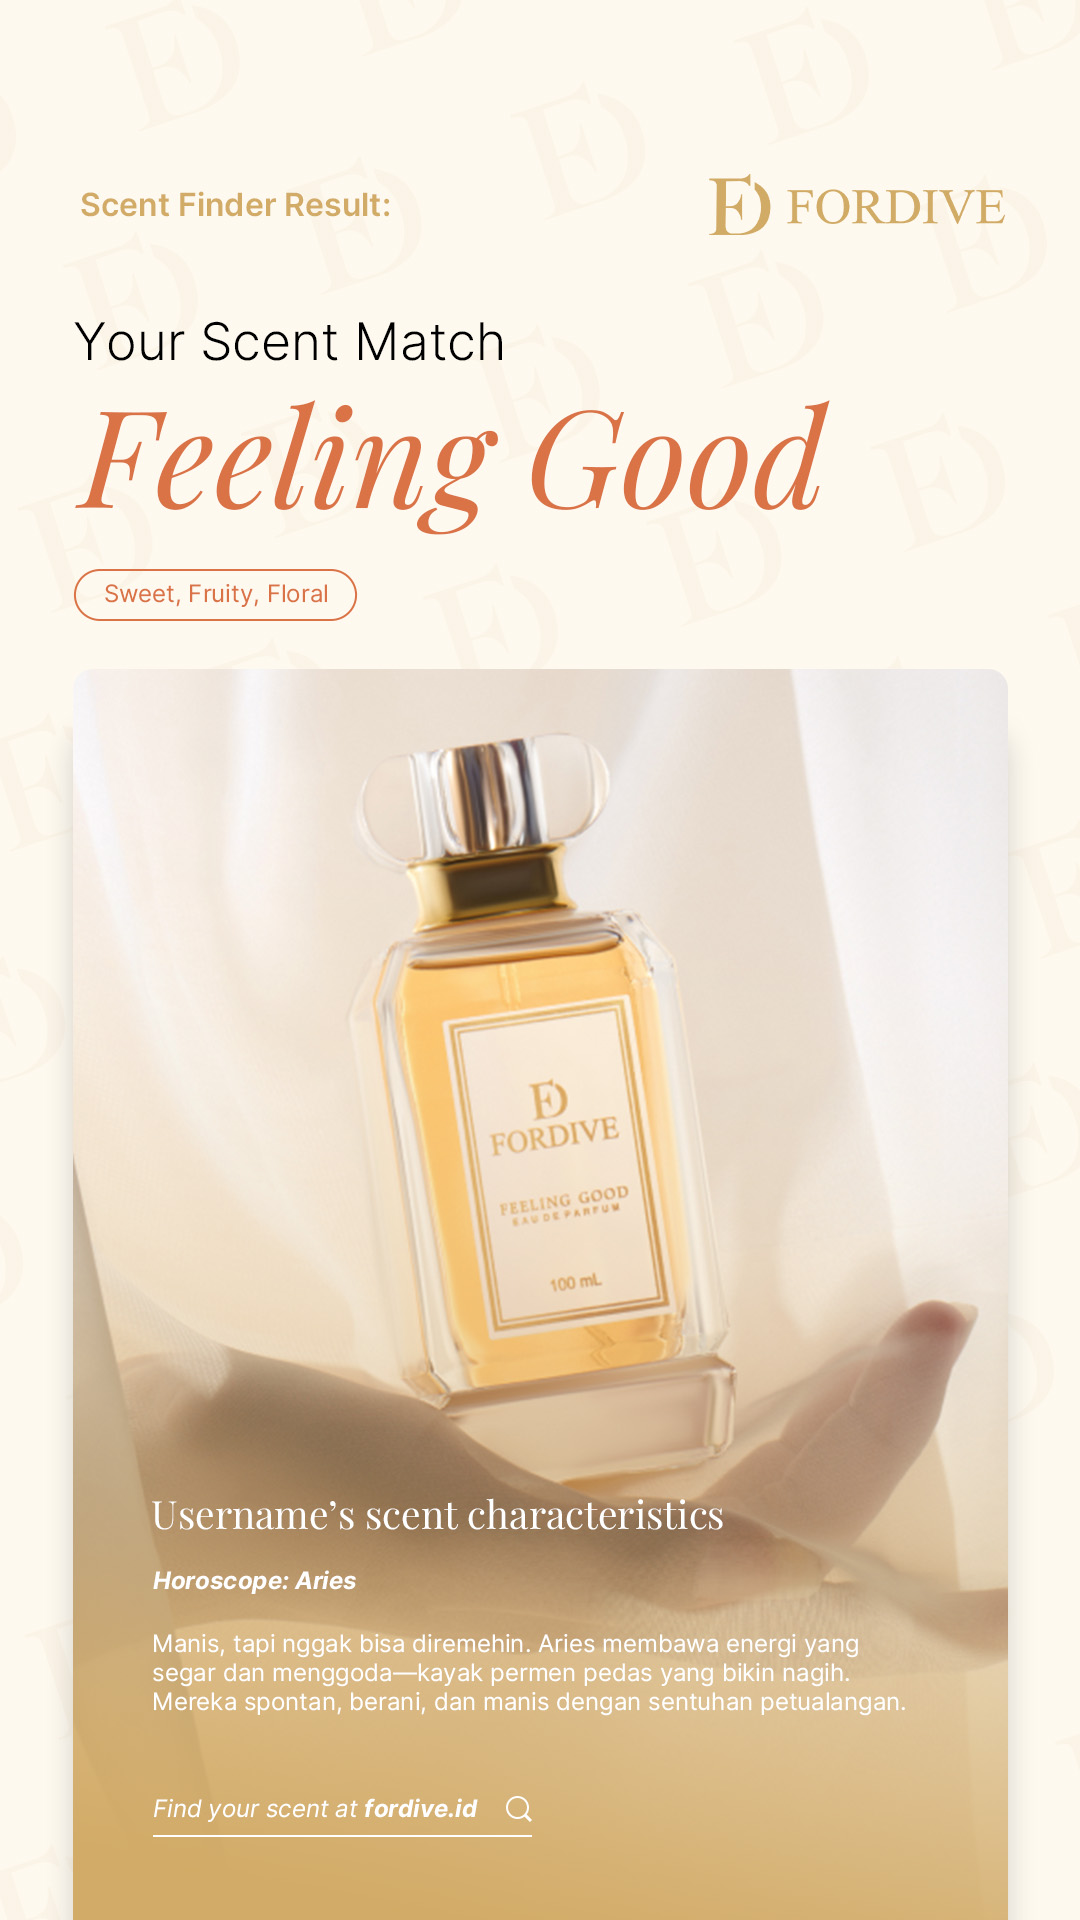 Scent Finder Result:
FD FORDIVE
Your Scent Match
Feeling Good
Sweet, Fruity, Floral
FD
FORDIVE
FEELING GOOD
EAU DE PARFUM
100 mL
Username’s scent characteristics
Horoscope: Aries
Manis, tapi nggak bisa diremehin. Aries membawa energi yang
segar dan menggoda—kayak permen pedas yang bikin nagih.
Mereka spontan, berani, dan manis dengan sentuhan petualangan.
Find your scent at fordive.id